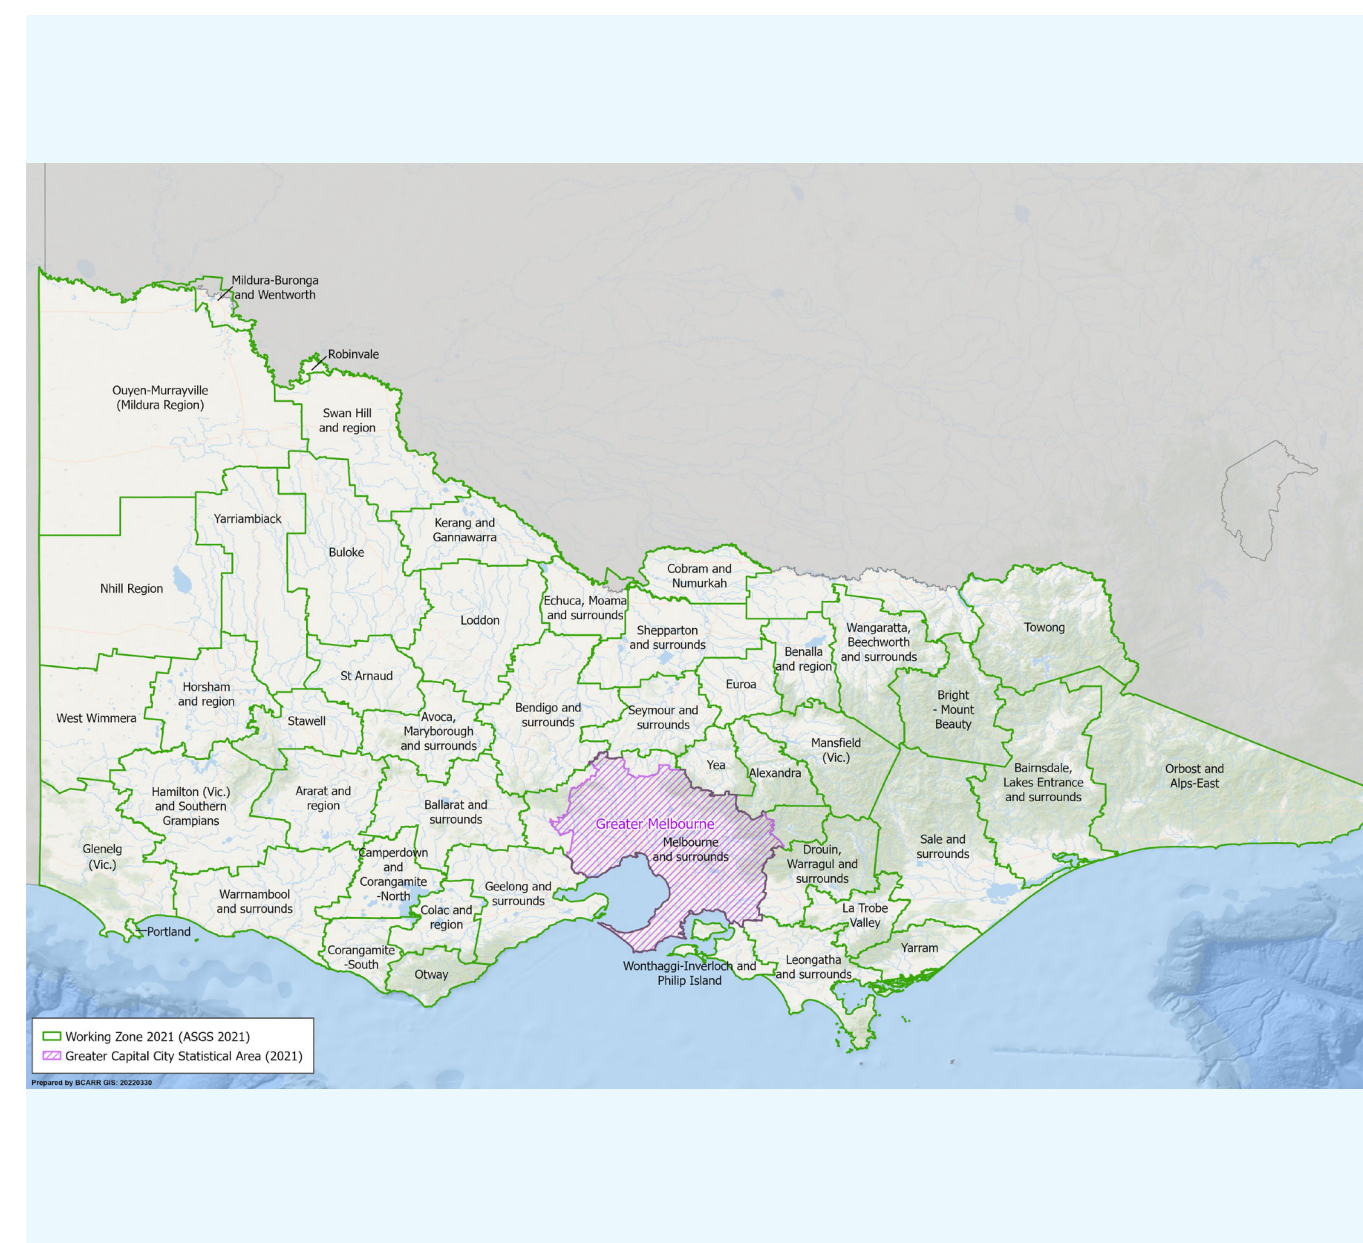 Mildura-Buronga
and Wentworth
Robinvale
Ouyen-Murrayville
(Mildura Region)
Swan Hill
and region
Yarriambiack
Kerang and
Gannawarra
Buloke
Nhill Region
Cobram and
Numurkah
Echuca, Moama
and surrounds
Loddon
Shepparton
and surrounds
Wangaratta,
Beechworth
and surrounds
Towong
Benalla
and region
St Arnaud
Euroa
Horsham
and region
Bright
- Mount
Beauty
West Wimmera
Stawell
Avoca,
Maryborough
and surrounds
Bendigo and
surrounds
Seymour and
surrounds
Mansfield
(Vic.)
Yea
Alexandra
Bairnsdale,
Lakes Entrance
and surrounds
Orbost and
Alps-East
Hamilton (Vic.)
and Southern
Grampians
Ararat and
region
Ballarat and
surrounds
Greater Melbourne
Melbourne
and surrounds
Sale and
surrounds
Glenelg
(Vic.)
Camperdown
and
Corangamite
-North
Drouin,
Warragul and
surrounds
Geelong and
surrounds
Warrnambool
and surrounds
Colac and
region
La Trobe
Valley
Portland
Yarram
Corangamite
-South
Otway
Wonthaggi-Inverloch and
Philip Island
Leongatha
and surrounds
Working Zone 2021 (ASGS 2021)
Greater Capital City Statistical Area (2021)
Prepared by BCARR GIS: 20220330